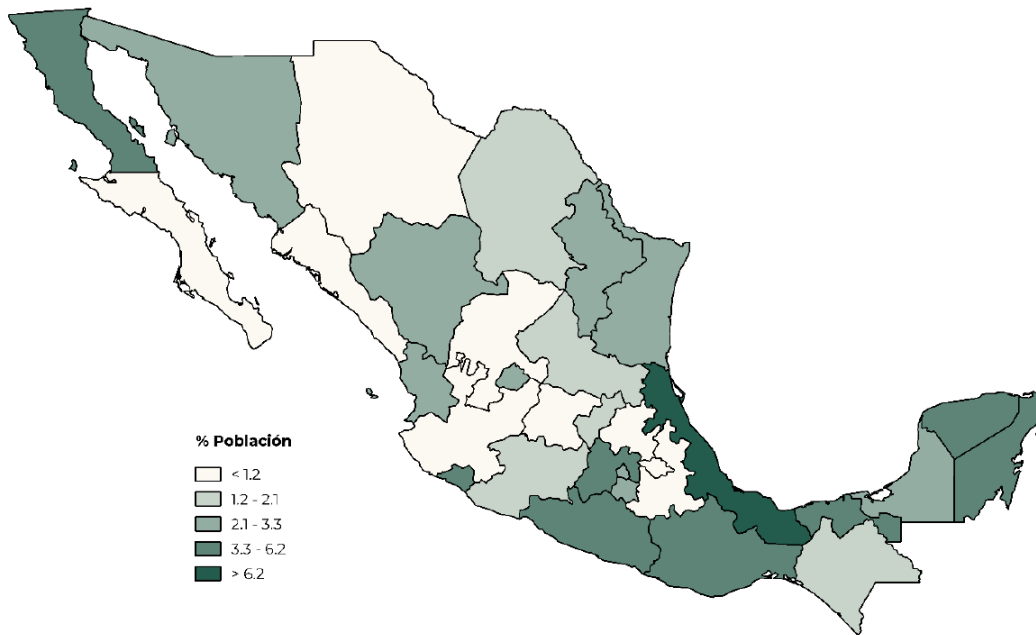 % Población
< 1.2
1.2 - 2.1
2.1 - 3.3
3.3 - 6.2
> 6.2